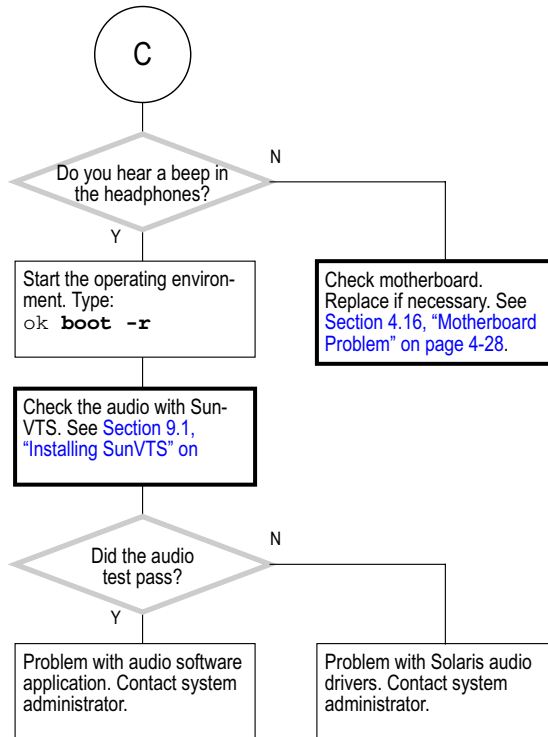 C
Do you hear a beep in
the headphones?
N
Y
Start the operating environ-
ment. Type:
ok boot -r
Check motherboard.
Replace if necessary. See
Section 4.16, “Motherboard
Problem” on page 4-28.
Check the audio with Sun-
VTS. See Section 9.1,
“Installing SunVTS” on
Did the audio
test pass?
N
Y
Problem with audio software
application. Contact system
administrator.
Problem with Solaris audio
drivers. Contact system
administrator.